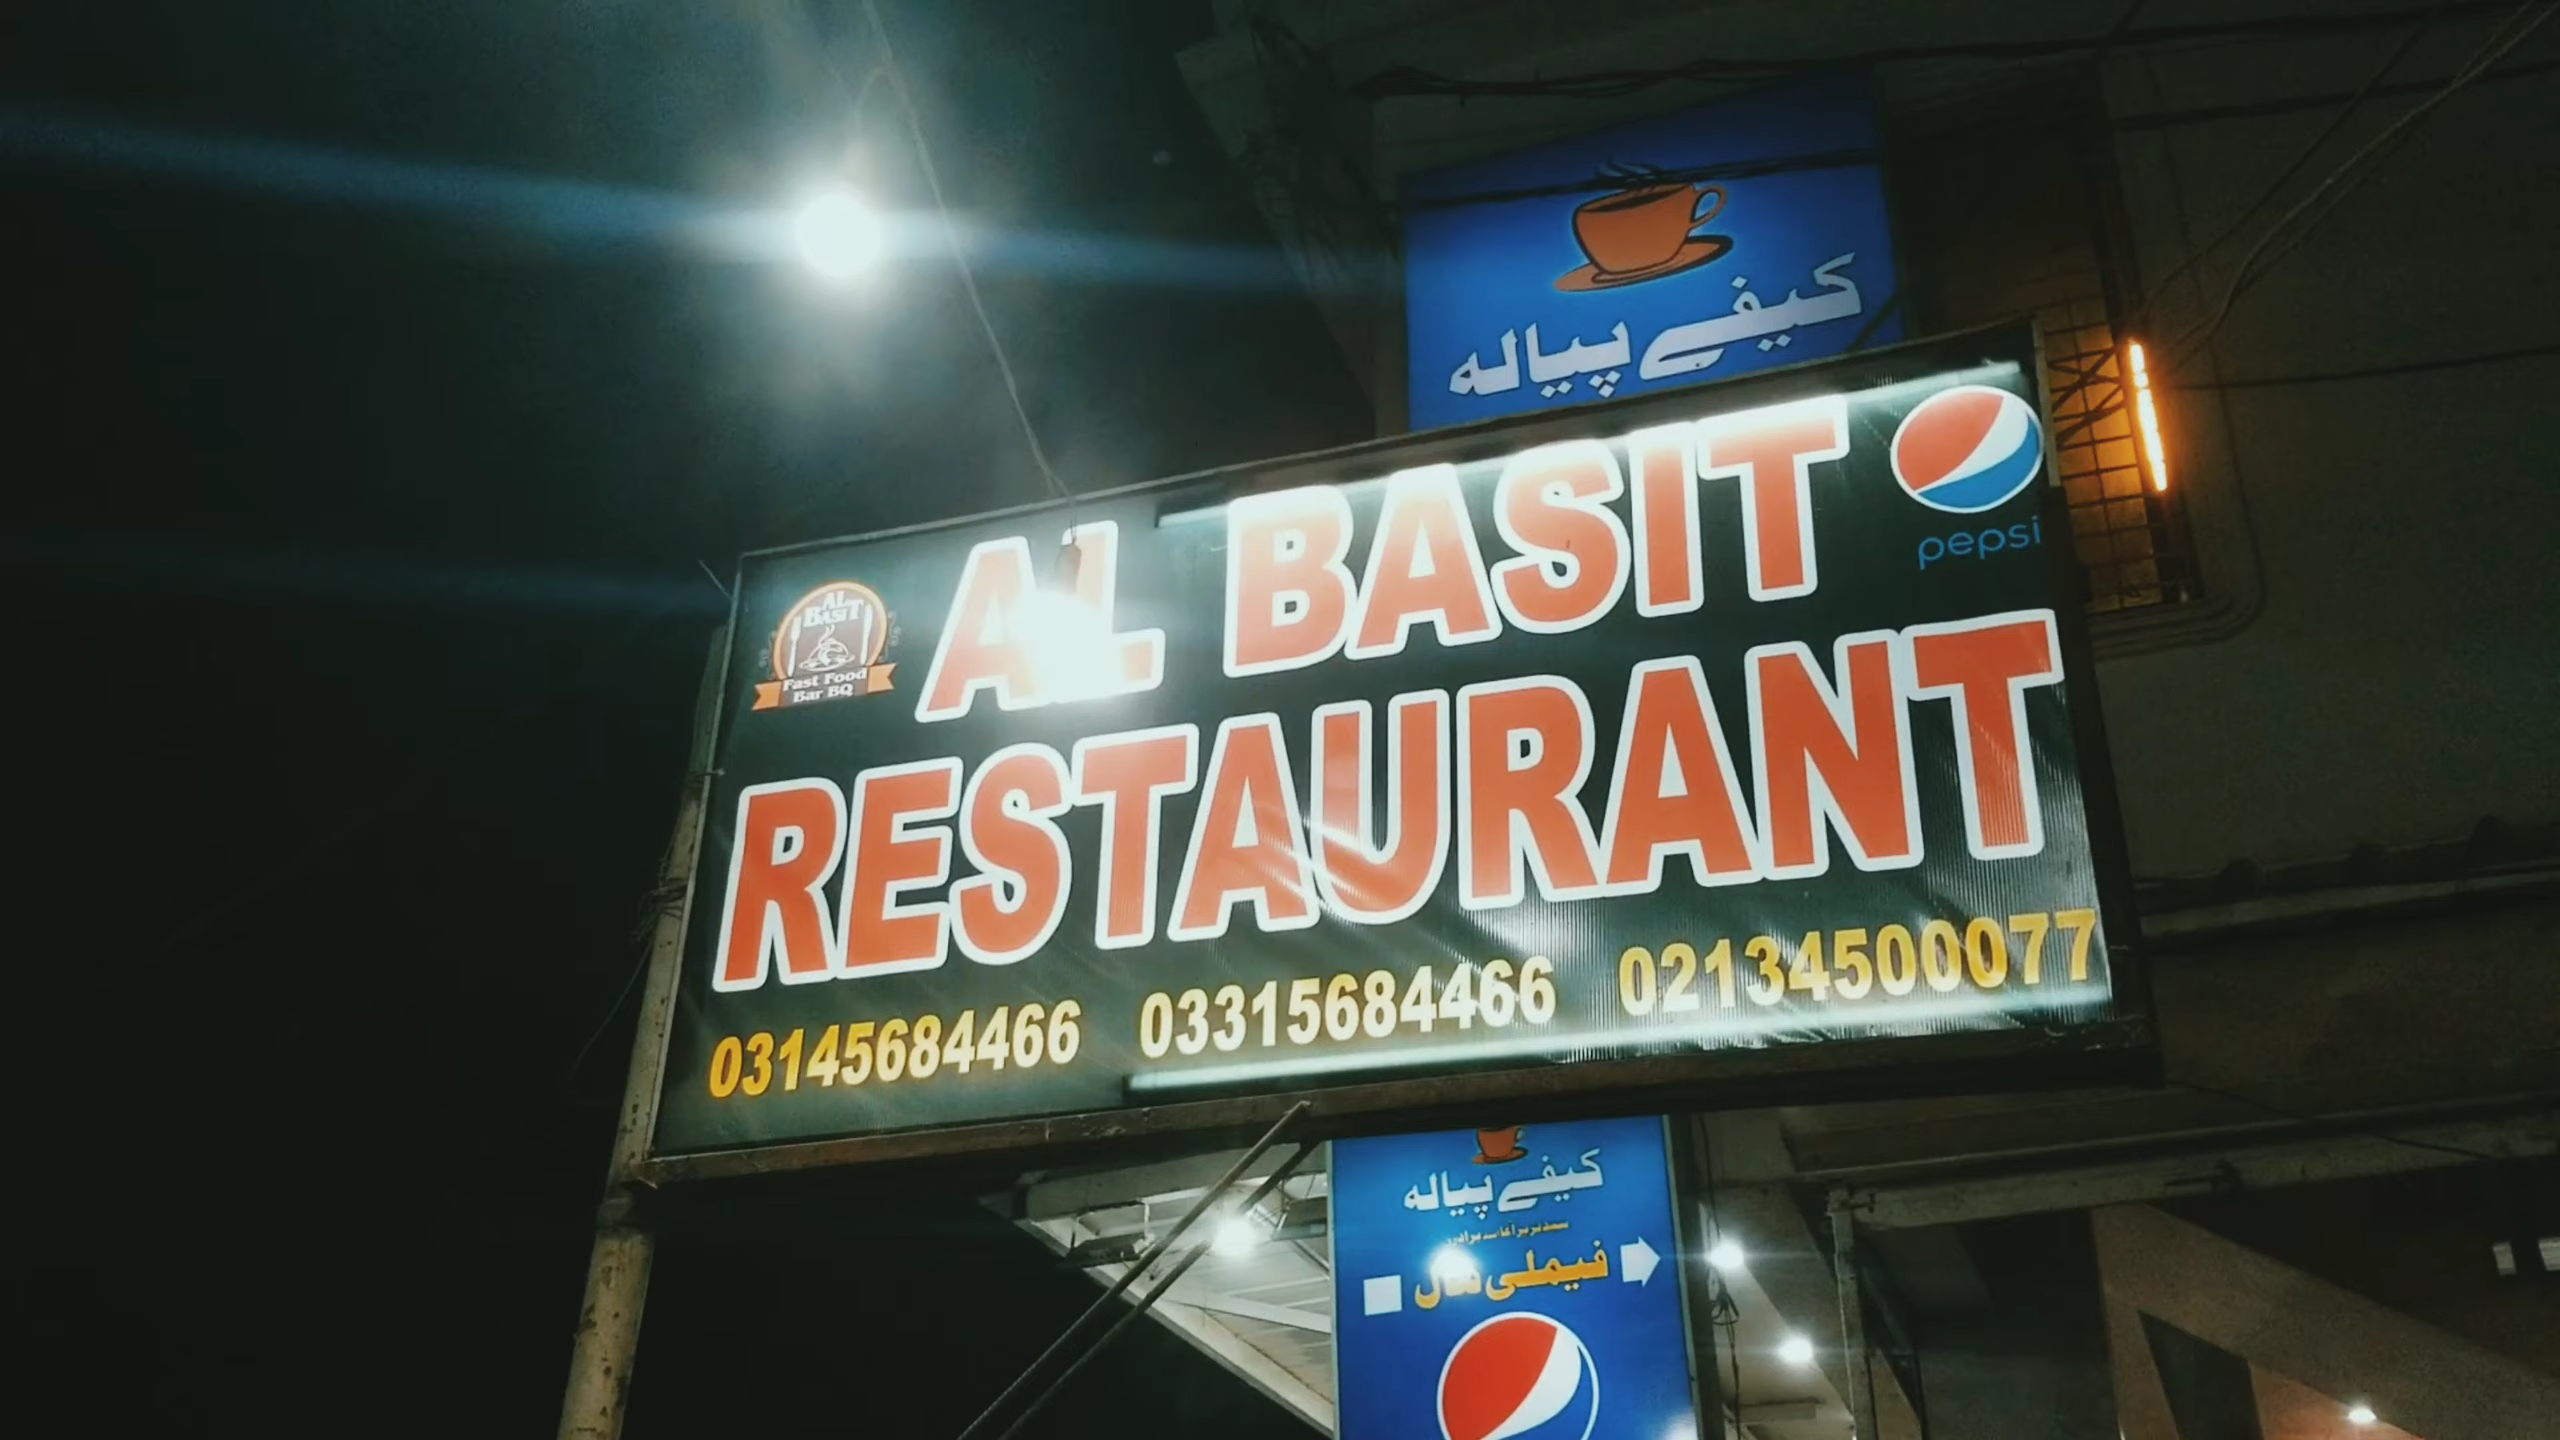 کیفے پیالہ
AL BASIT
RESTAURANT
pepsi
AL
BASIT
Fast Food
Bar BQ
03145684466 03315684466 02134500077
کیفے پیالہ
فیملی ہال